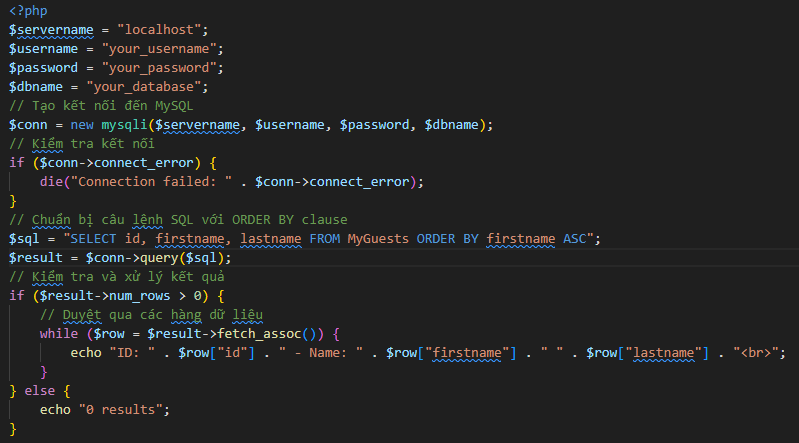 <?php
$servername = "localhost";
$username = "your_username";
$password = "your_password";
$dbname = "your_database";
// Tạo kết nối đến MySQL
$conn = new mysqli($servername, $username, $password, $dbname);
// Kiểm tra kết nối
if ($conn->connect_error) {
    die("Connection failed: " . $conn->connect_error);
}
// Chuẩn bị câu lệnh SQL với ORDER BY clause
$sql = "SELECT id, firstname, lastname FROM MyGuests ORDER BY firstname ASC";
$result = $conn->query($sql);
// Kiểm tra và xử lý kết quả
if ($result->num_rows > 0) {
    // Duyệt qua các hàng dữ liệu
    while ($row = $result->fetch_assoc()) {
        echo "ID: " . $row["id"] . " - Name: " . $row["firstname"] . " " . $row["lastname"] . "<br>";
    }
} else {
    echo "0 results";
}